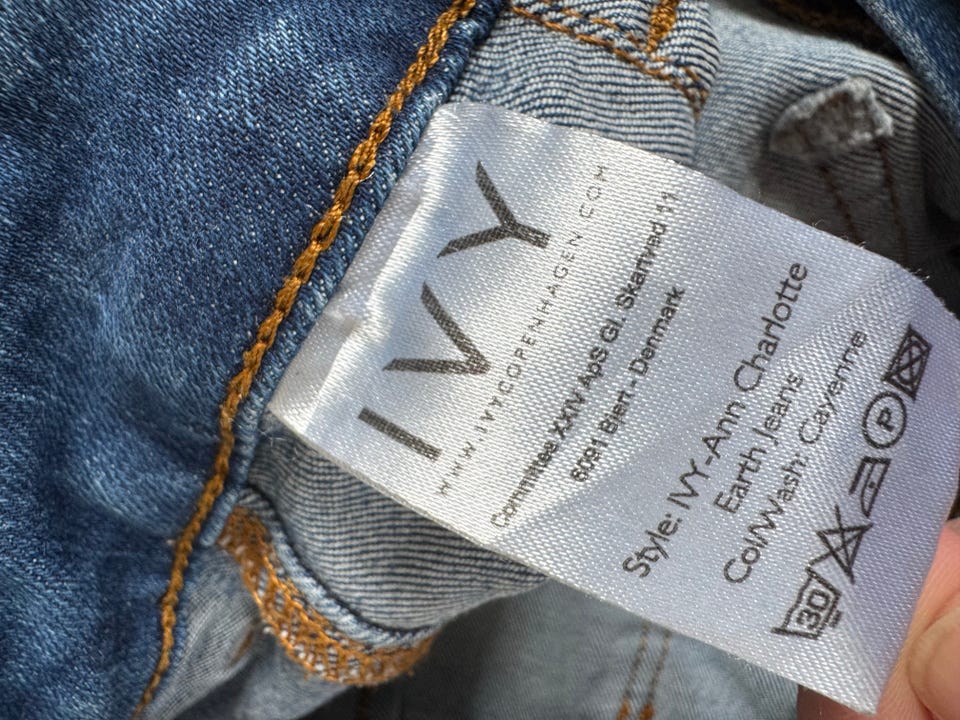 IVY
WWW.IVYCOPENHAGEN.COM
Committee XXIV ApS Gl. Skartved 11
6091 Bjert - Denmark
Style: IVY-Ann Charlotte
Earth Jeans
Col/Wash: Cayenne
30 P